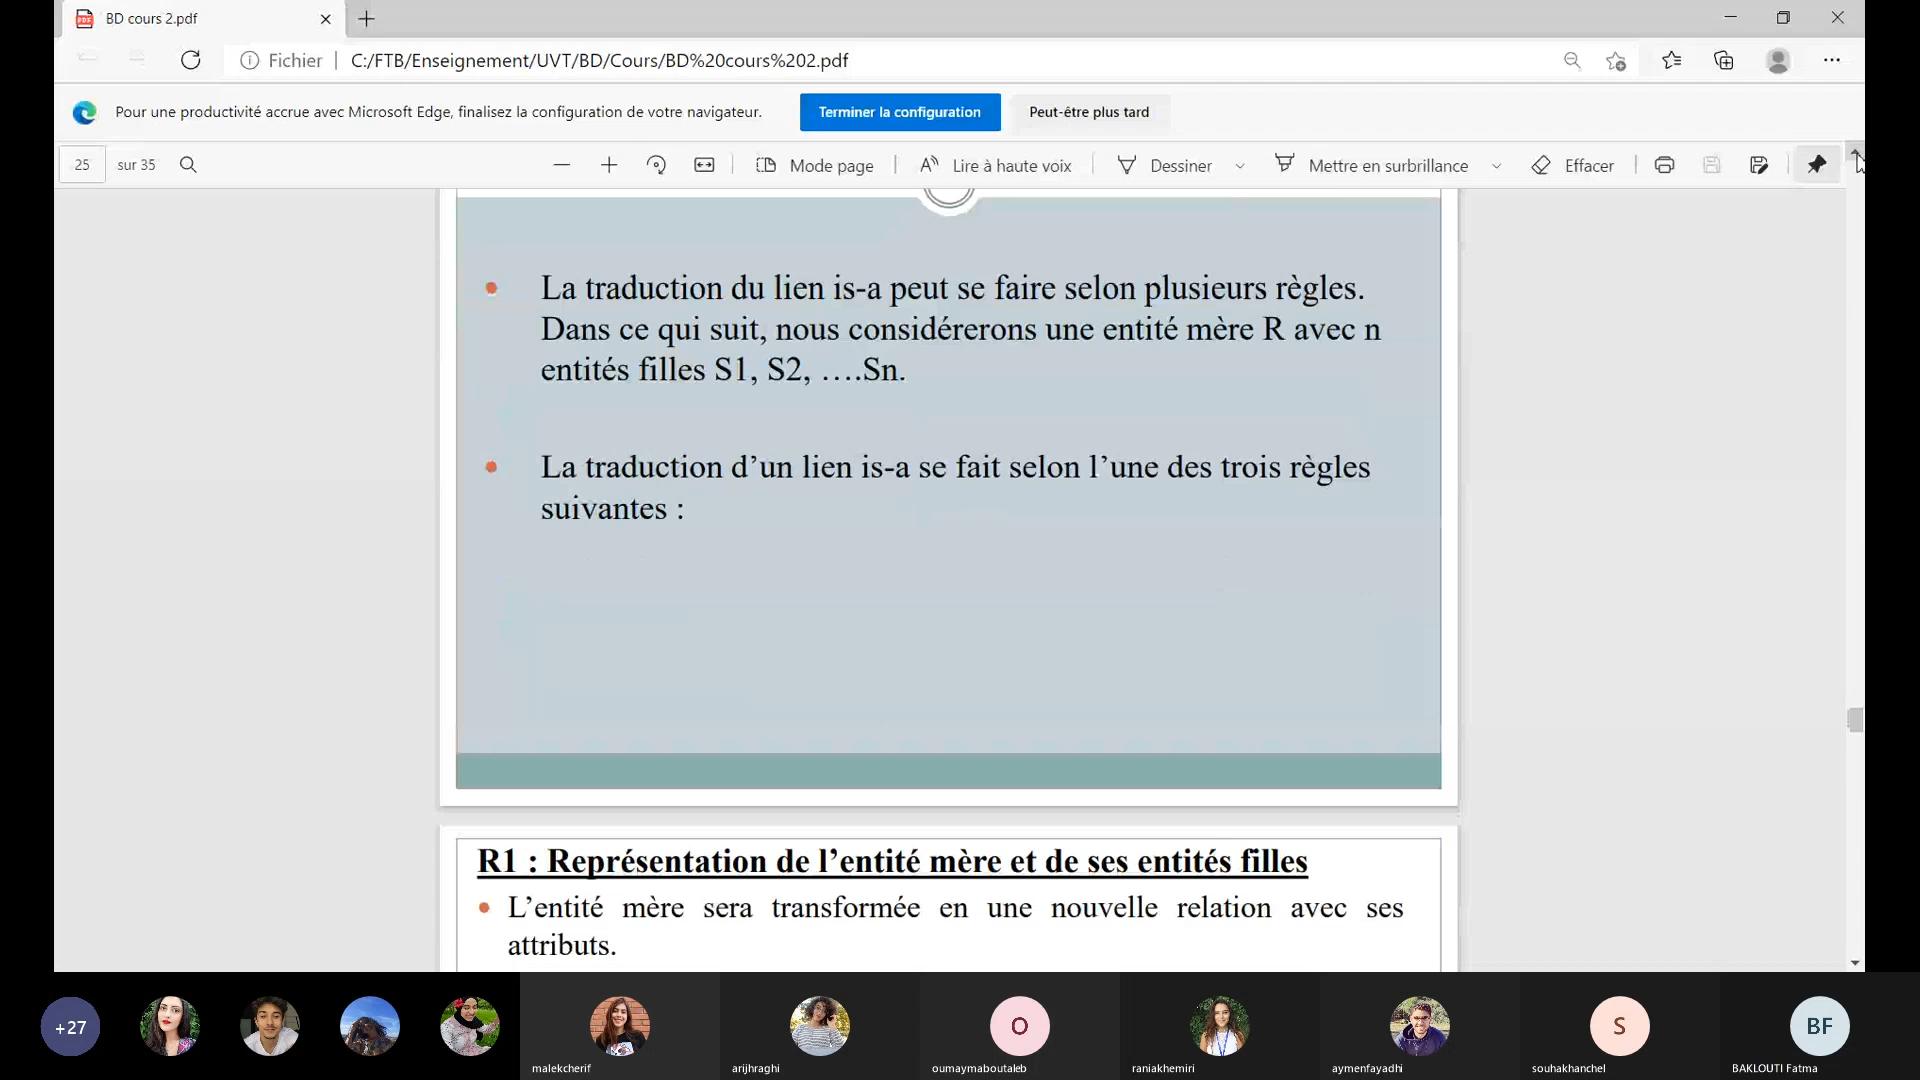 BD cours 2.pdf
Fichier | C:/FTB/Enseignement/UVT/BD/Cours/BD%20cours%202.pdf
Pour une productivité accrue avec Microsoft Edge, finalisez la configuration de votre navigateur. Terminer la configuration Peut-être plus tard
25 sur 35 Mode page Lire à haute voix Dessiner Mettre en surbrillance Effacer
La traduction du lien is-a peut se faire selon plusieurs règles.
Dans ce qui suit, nous considérerons une entité mère R avec n
entités filles S1, S2, ….Sn.
La traduction d’un lien is-a se fait selon l’une des trois règles
suivantes :
R1 : Représentation de l’entité mère et de ses entités filles
L’entité mère sera transformée en une nouvelle relation avec ses
attributs.
+27 O S BF
malekcherif arijhraghi oumaymaboutaleb raniakhemiri aymenfayadhi souhakhanchel BAKLOUTI Fatma